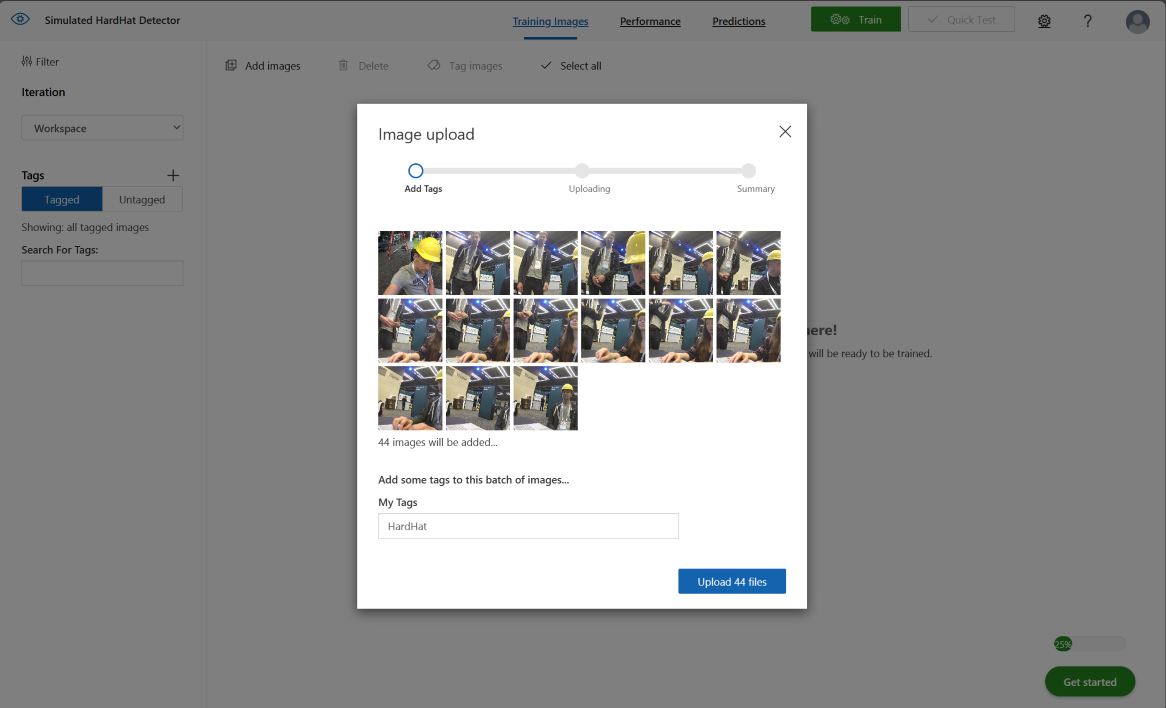 Simulated HardHat Detector
Training Images
Performance
Predictions
Train
Quick Test
?
Filter
Add images
Delete
Tag images
Select all
Iteration
Workspace
Tags
Tagged
Untagged
Showing: all tagged images
Search For Tags:
Image upload
Add Tags
Uploading
Summary
here!
will be ready to be trained.
44 images will be added...
Add some tags to this batch of images...
My Tags
HardHat
Upload 44 files
25%
Get started